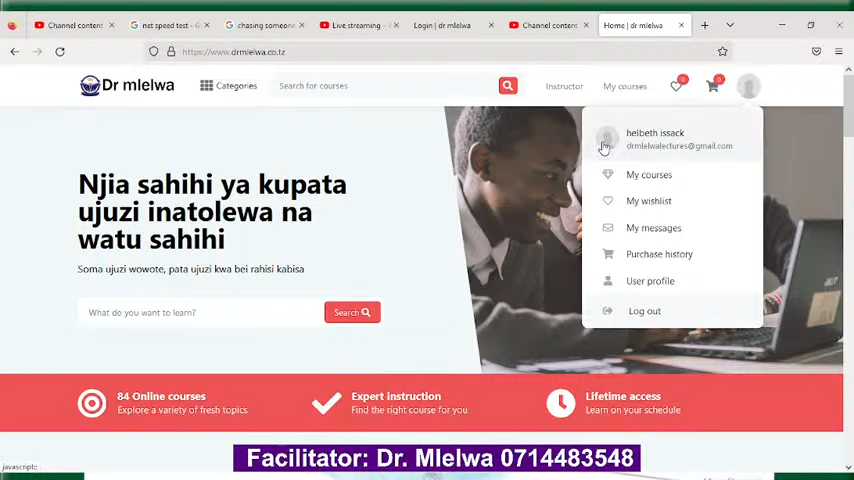 Channel content
net speed test - G
chasing someone
Live streaming - Y
Login | dr mlelwa
Channel content
Home | dr mlelwa
https://www.drmlelwa.co.tz
Dr mlelwa
Categories
Search for courses
Instructor
My courses
0
0
helbeth issack
drmlelwalectures@gmail.com
My courses
My wishlist
My messages
Purchase history
User profile
Log out
Njia sahihi ya kupata
ujuzi inatolewa na
watu sahihi
Soma ujuzi wowote, pata ujuzi kwa bei rahisi kabisa
What do you want to learn?
Search
84 Online courses
Explore a variety of fresh topics
Expert instruction
Find the right course for you
Lifetime access
Learn on your schedule
Facilitator: Dr. Mlelwa 0714483548
javascript:;